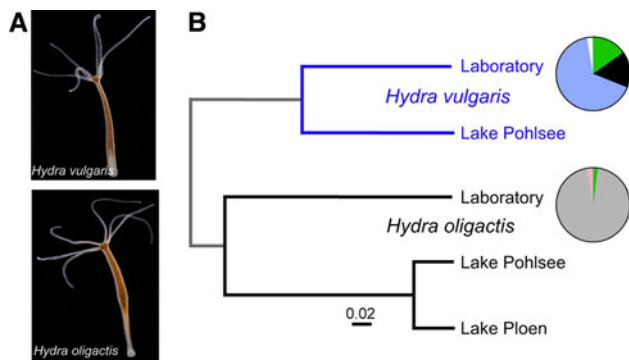 A
Hydra vulgaris
Hydra oligactis
B
Laboratory
Hydra vulgaris
Lake Pohlsee
Laboratory
Hydra oligactis
Lake Pohlsee
0.02
Lake Ploen